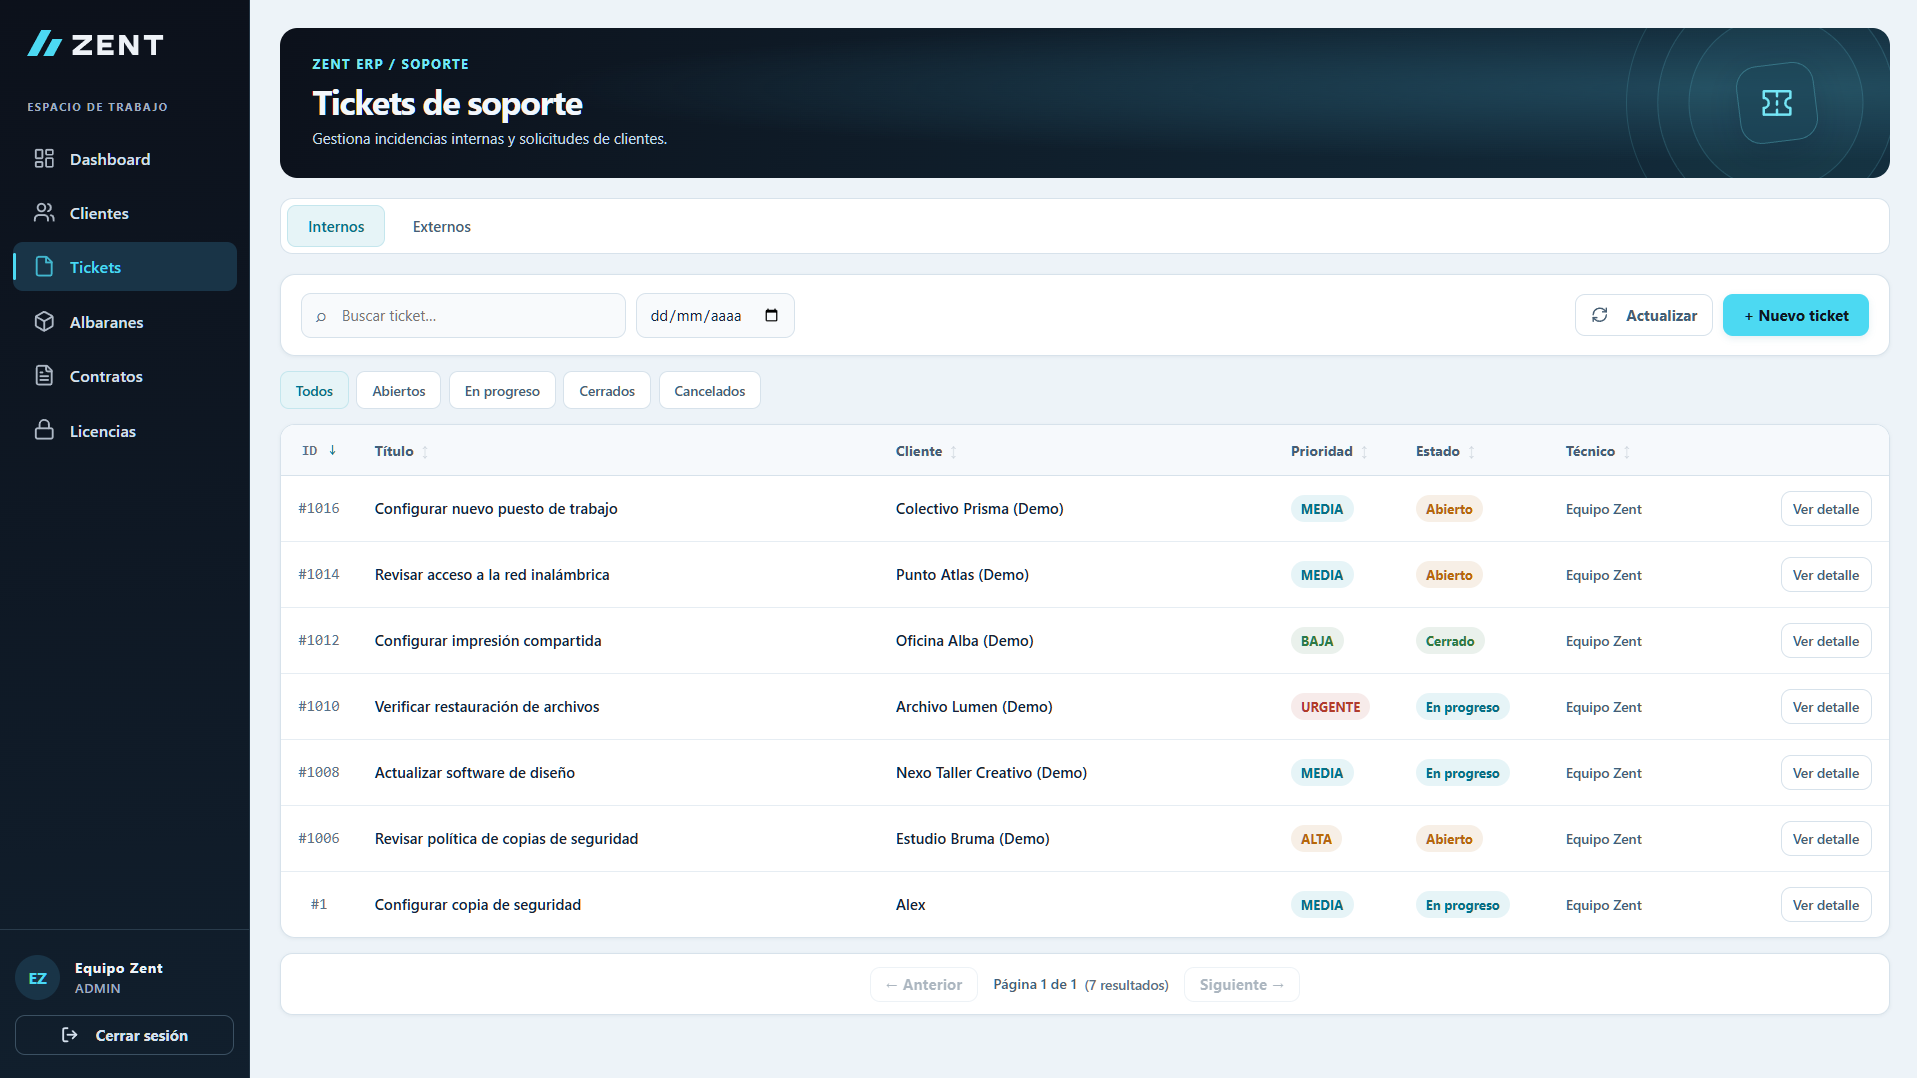 ZENT
ESPACIO DE TRABAJO
Dashboard
Clientes
Tickets
Albaranes
Contratos
Licencias
EZ
Equipo Zent
ADMIN
Cerrar sesión
ZENT ERP / SOPORTE
Tickets de soporte
Gestiona incidencias internas y solicitudes de clientes.
Internos Externos
Buscar ticket... dd/mm/aaaa Actualizar + Nuevo ticket
Todos Abiertos En progreso Cerrados Cancelados
ID ↓ Título ↕ Cliente ↕ Prioridad ↕ Estado ↕ Técnico ↕
#1016 Configurar nuevo puesto de trabajo Colectivo Prisma (Demo) MEDIA Abierto Equipo Zent Ver detalle
#1014 Revisar acceso a la red inalámbrica Punto Atlas (Demo) MEDIA Abierto Equipo Zent Ver detalle
#1012 Configurar impresión compartida Oficina Alba (Demo) BAJA Cerrado Equipo Zent Ver detalle
#1010 Verificar restauración de archivos Archivo Lumen (Demo) URGENTE En progreso Equipo Zent Ver detalle
#1008 Actualizar software de diseño Nexo Taller Creativo (Demo) MEDIA En progreso Equipo Zent Ver detalle
#1006 Revisar política de copias de seguridad Estudio Bruma (Demo) ALTA Abierto Equipo Zent Ver detalle
#1 Configurar copia de seguridad Alex MEDIA En progreso Equipo Zent Ver detalle
← Anterior Página 1 de 1 (7 resultados) Siguiente →